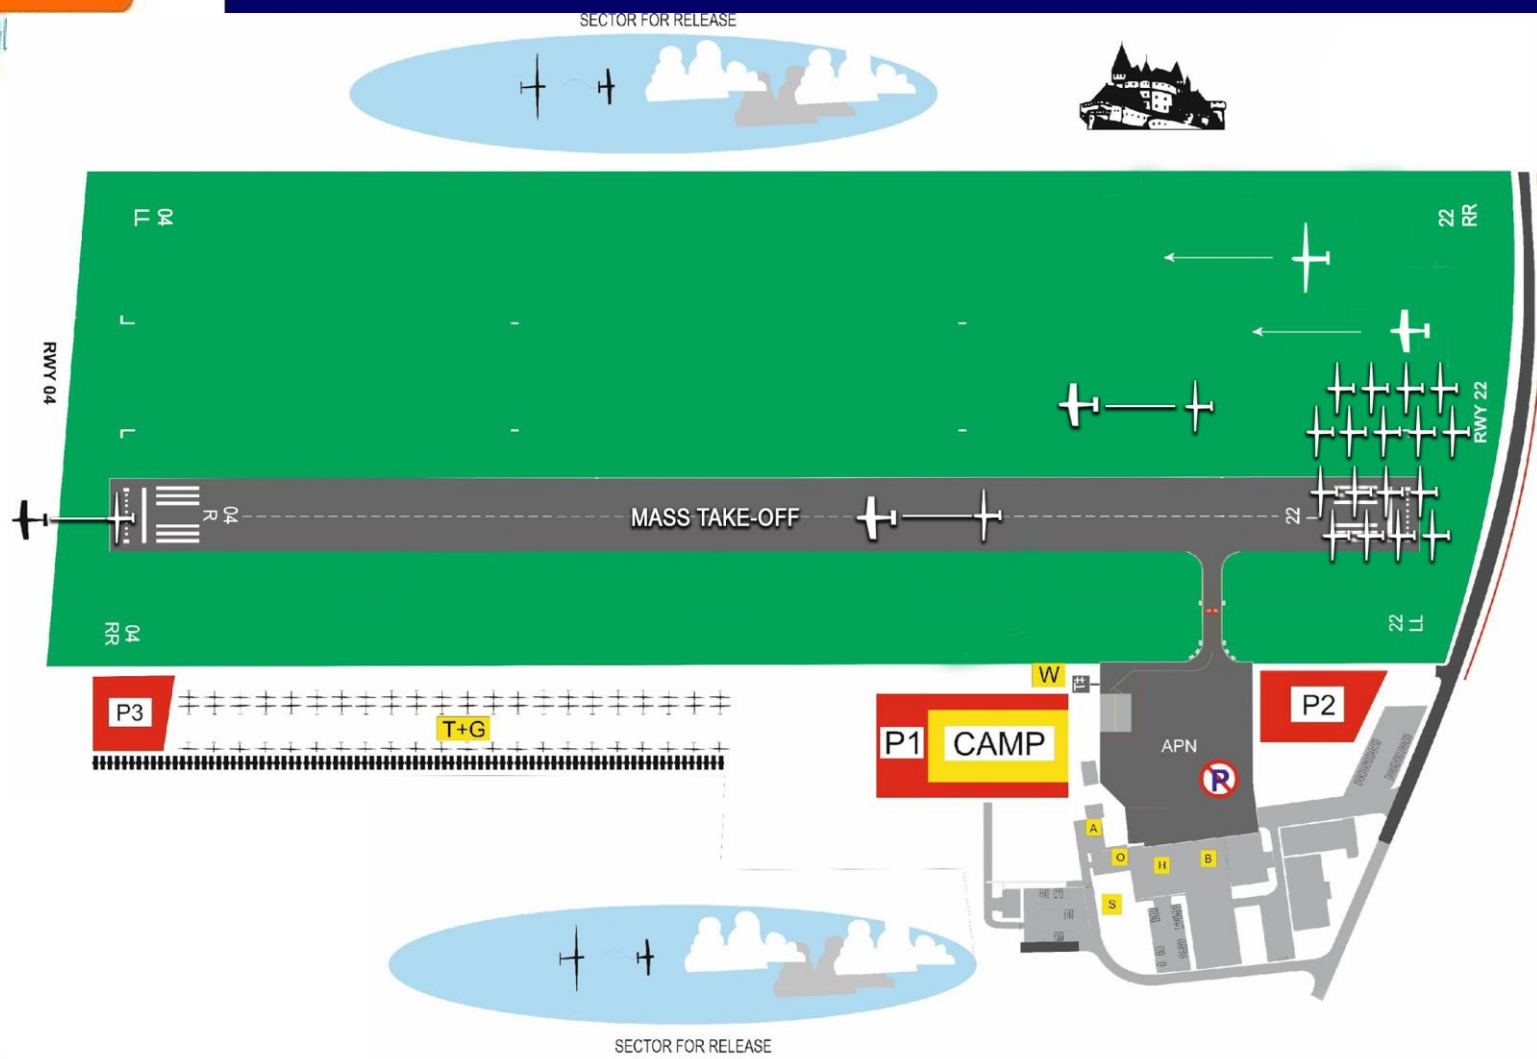 SECTOR FOR RELEASE
04
LL
22
RR
RWY 04
RWY 22
04
R
MASS TAKE-OFF
22
L
04
RR
22
LL
W
P3
T+G
P1
CAMP
P2
APN
P
A
O
H
B
S
SECTOR FOR RELEASE